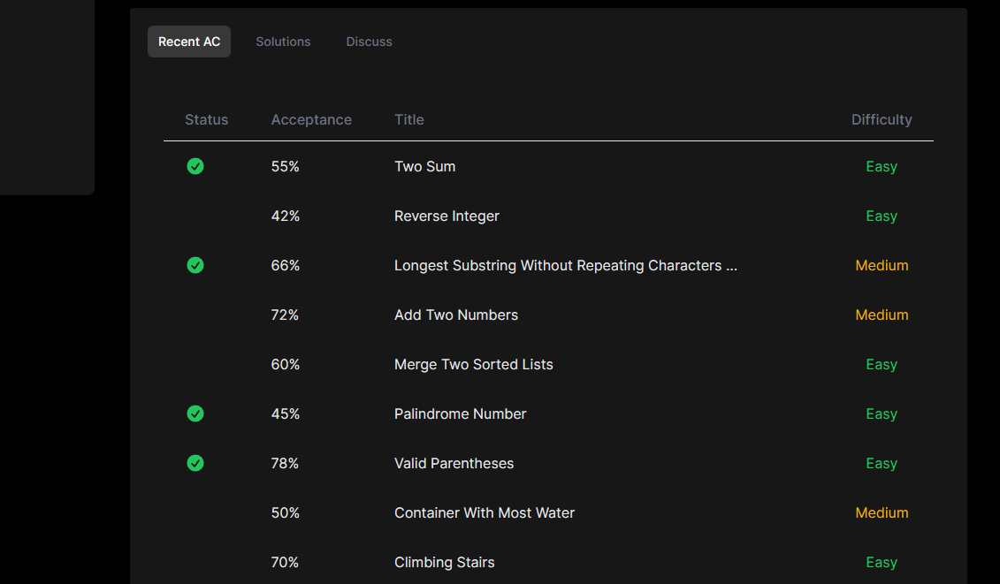 Recent AC Solutions Discuss
Status Acceptance Title Difficulty
55% Two Sum Easy
42% Reverse Integer Easy
66% Longest Substring Without Repeating Characters ... Medium
72% Add Two Numbers Medium
60% Merge Two Sorted Lists Easy
45% Palindrome Number Easy
78% Valid Parentheses Easy
50% Container With Most Water Medium
70% Climbing Stairs Easy